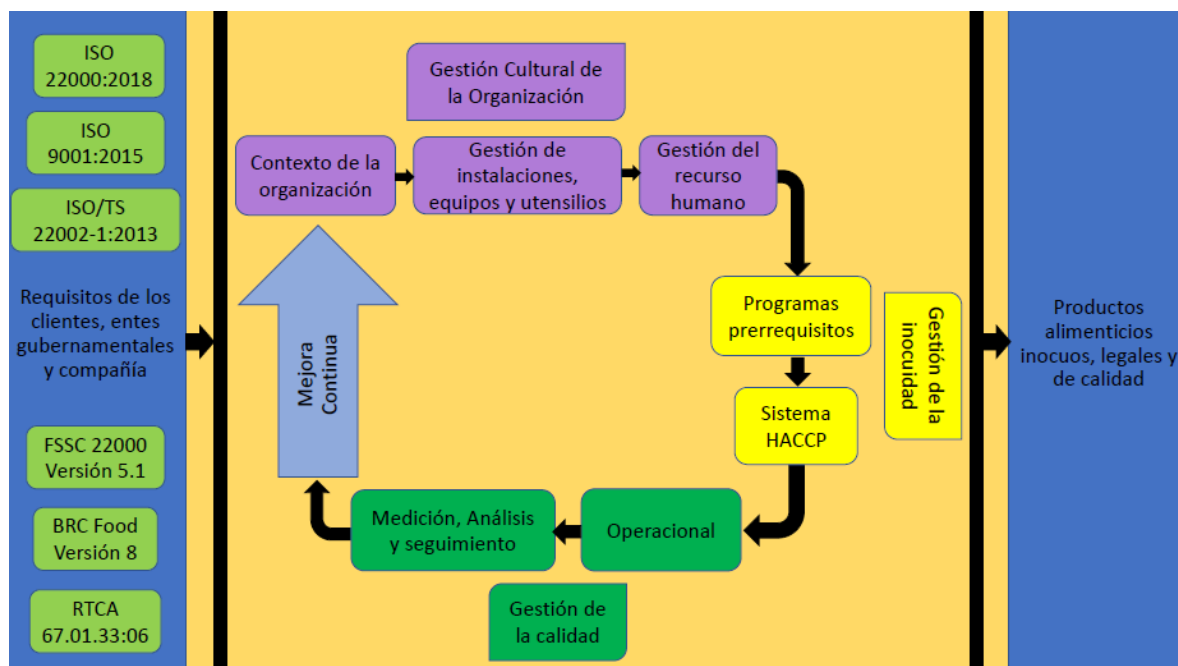 ISO
22000:2018
ISO
9001:2015
ISO/TS
22002-1:2013
Requisitos de los
clientes, entes
gubernamentales
y compañía
FSSC 22000
Versión 5.1
BRC Food
Versión 8
RTCA
67.01.33:06
Gestión Cultural de
la Organización
Contexto de la
organización
Gestión de
instalaciones,
equipos y utensilios
Gestión del
recurso
humano
Programas
prerrequisitos
Gestión de la
inocuidad
Sistema
HACCP
Operacional
Medición, Análisis
y seguimiento
Gestión de
la calidad
Mejora
Continua
Productos
alimenticios
inocuos, legales y
de calidad